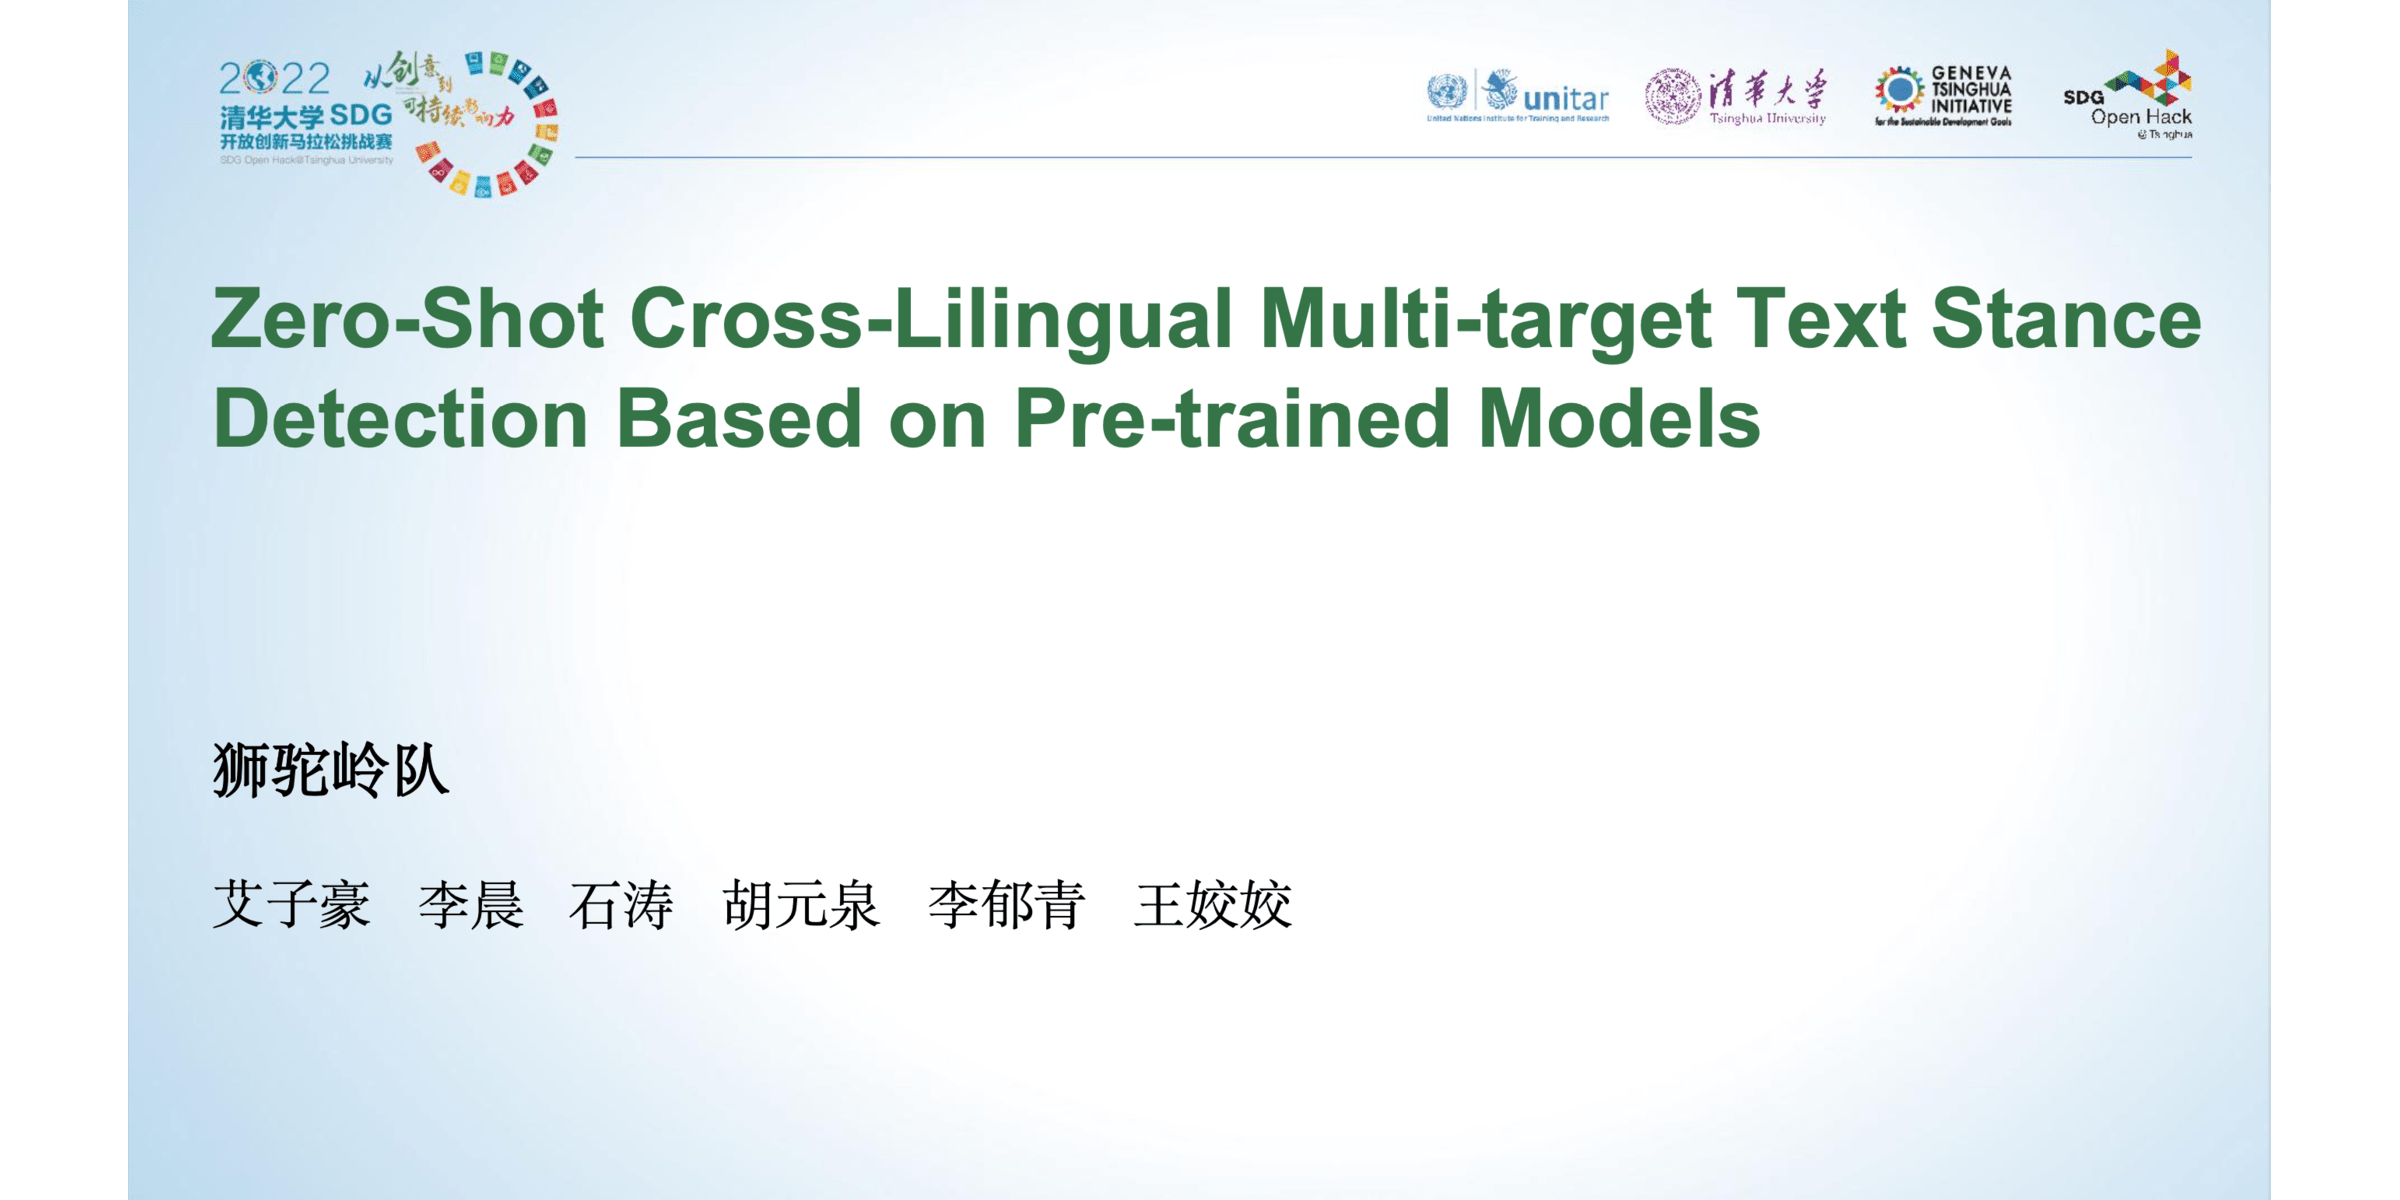 2022
从创意到
可持续影响力
清华大学 SDG
开放创新马拉松挑战赛
SDG Open Hack@Tsinghua University
unitar
United Nations Institute for Training and Research
清華大学
Tsinghua University
GENEVA
TSINGHUA
INITIATIVE
for the Sustainable Development Goals
SDG
Open Hack
@Tsinghua
Zero-Shot Cross-Lilingual Multi-target Text Stance
Detection Based on Pre-trained Models
狮驼岭队
艾子豪 李晨 石涛 胡元泉 李郁青 王姣姣